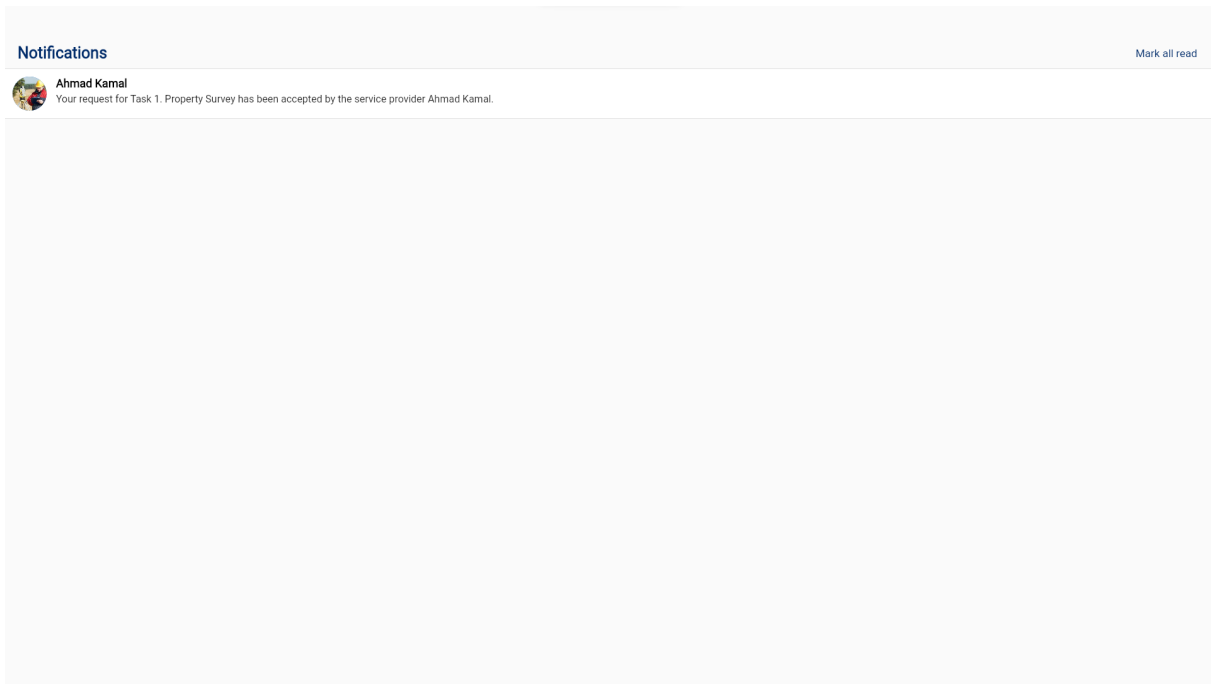 Notifications
Mark all read
Ahmad Kamal
Your request for Task 1. Property Survey has been accepted by the service provider Ahmad Kamal.